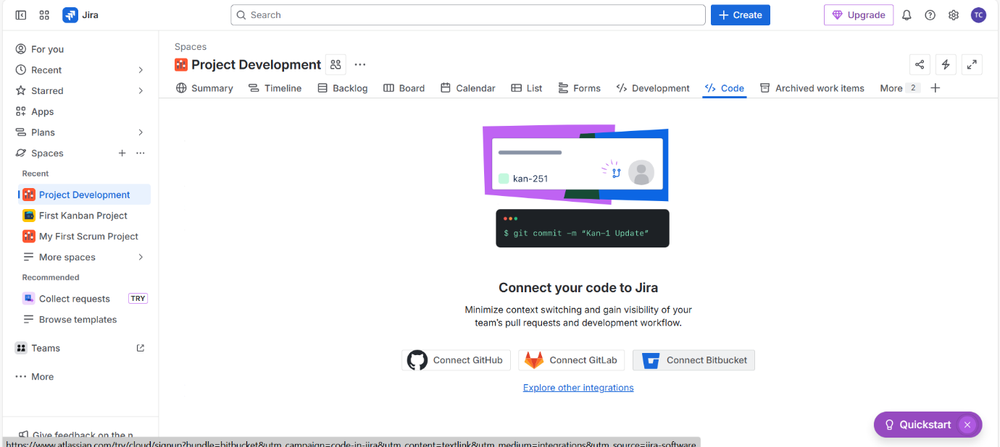 Jira
Search
Create
Upgrade
TC
For you
Recent
Starred
Apps
Plans
Spaces
Recent
Project Development
First Kanban Project
My First Scrum Project
More spaces
Recommended
Collect requests TRY
Browse templates
Teams
More
Give feedback on the n
Spaces
Project Development
Summary Timeline Backlog Board Calendar List Forms Development Code Archived work items More 2
kan-251
$ git commit -m “Kan-1 Update”
Connect your code to Jira
Minimize context switching and gain visibility of your
team's pull requests and development workflow.
Connect GitHub Connect GitLab Connect Bitbucket
Explore other integrations
Quickstart
https://www.atlassian.com/try/cloud/signup?bundle=bitbucket&utm_campaign=code-in-jira&utm_content=textlink&utm_medium=integrations&utm_source=jira-software